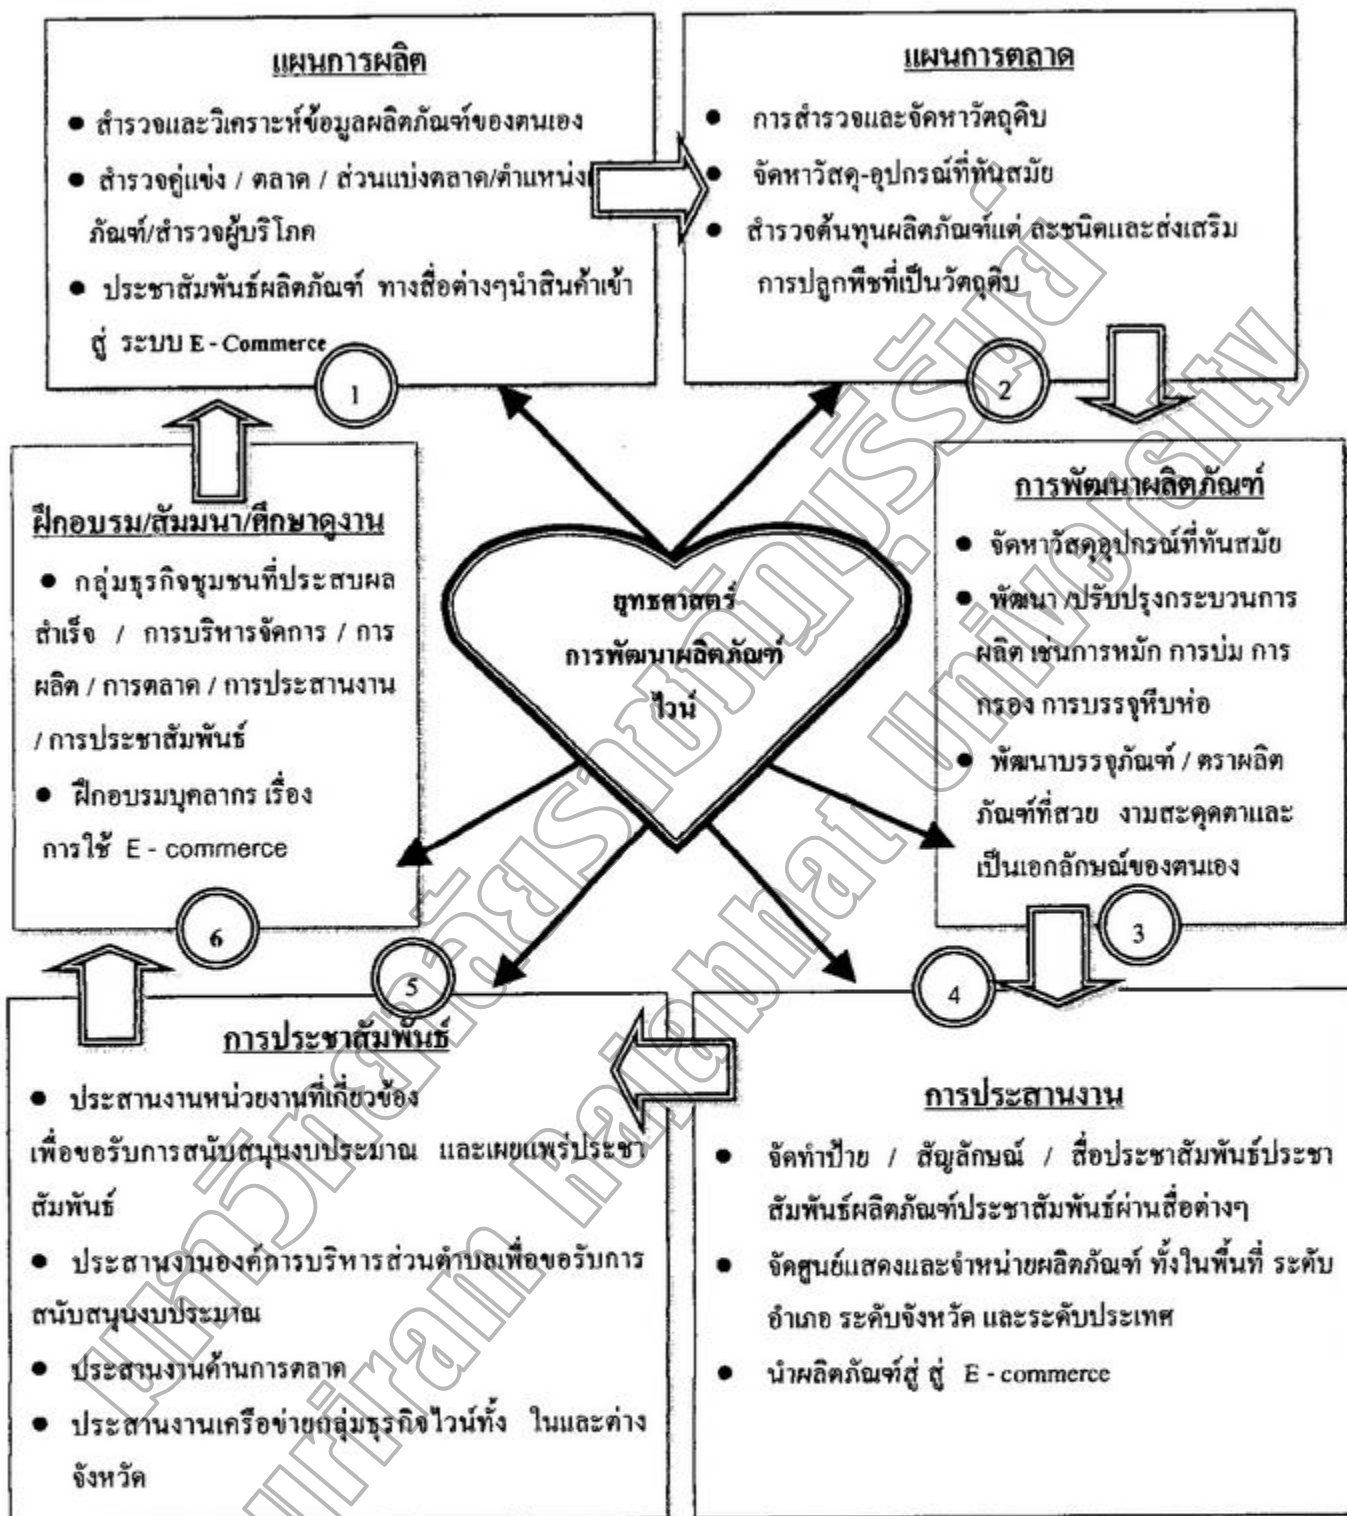 แผนการผลิต
● สำรวจและวิเคราะห์ข้อมูลผลิตภัณฑ์ของตนเอง
● สำรวจคู่แข่ง / ตลาด / ส่วนแบ่งตลาด/ตำแหน่ง
ภัณฑ์/สำรวจผู้บริโภค
● ประชาสัมพันธ์ผลิตภัณฑ์ ทางสื่อต่างๆนำสินค้าเข้า
สู่ ระบบ E - Commerce
1
แผนการตลาด
● การสำรวจและจัดหาวัตถุดิบ
● จัดหาวัสดุ-อุปกรณ์ที่ทันสมัย
● สำรวจต้นทุนผลิตภัณฑ์แต่ ละชนิดและส่งเสริม
การปลูกพืชที่เป็นวัตถุดิบ
2
การพัฒนาผลิตภัณฑ์
● จัดหาวัสดุอุปกรณ์ที่ทันสมัย
● พัฒนา /ปรับปรุงกระบวนการ
ผลิต เช่นการหมัก การบ่ม การ
กรอง การบรรจุหีบห่อ
● พัฒนาบรรจุภัณฑ์ / ตราผลิต
ภัณฑ์ที่สวย งามสะดุดตาและ
เป็นเอกลักษณ์ของตนเอง
3
ยุทธศาสตร์
การพัฒนาผลิตภัณฑ์
ไวน์
ฝึกอบรม/สัมมนา/ศึกษาดูงาน
● กลุ่มธุรกิจชุมชนที่ประสบผล
สำเร็จ / การบริหารจัดการ / การ
ผลิต / การตลาด / การประสานงาน
/ การประชาสัมพันธ์
● ฝึกอบรมบุคลากร เรื่อง
การใช้ E - commerce
6
5
การประชาสัมพันธ์
● ประสานงานหน่วยงานที่เกี่ยวข้อง
เพื่อขอรับการสนับสนุนงบประมาณ และเผยแพร่ประชา
สัมพันธ์
● ประสานงานองค์การบริหารส่วนตำบลเพื่อขอรับการ
สนับสนุนงบประมาณ
● ประสานงานด้านการตลาด
● ประสานงานเครือข่ายกลุ่มธุรกิจไวน์ทั้ง ในและต่าง
จังหวัด
4
การประสานงาน
● จัดทำป้าย / สัญลักษณ์ / สื่อประชาสัมพันธ์ประชา
สัมพันธ์ผลิตภัณฑ์ประชาสัมพันธ์ผ่านสื่อต่างๆ
● จัดศูนย์แสดงและจำหน่ายผลิตภัณฑ์ ทั้งในพื้นที่ ระดับ
อำเภอ ระดับจังหวัด และระดับประเทศ
● นำผลิตภัณฑ์สู่ สู่ E - commerce
มหาวิทยาลัยราชภัฏบุรีรัมย์
Buriram Rajabhat University